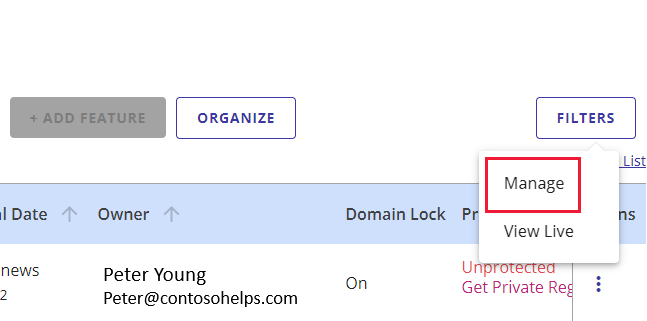 + ADD FEATURE
ORGANIZE
FILTERS
List
Manage
View Live
l Date
Owner
Domain Lock
Pr
ns
news
2
Peter Young
Peter@contosohelps.com
On
Unprotected
Get Private Reg